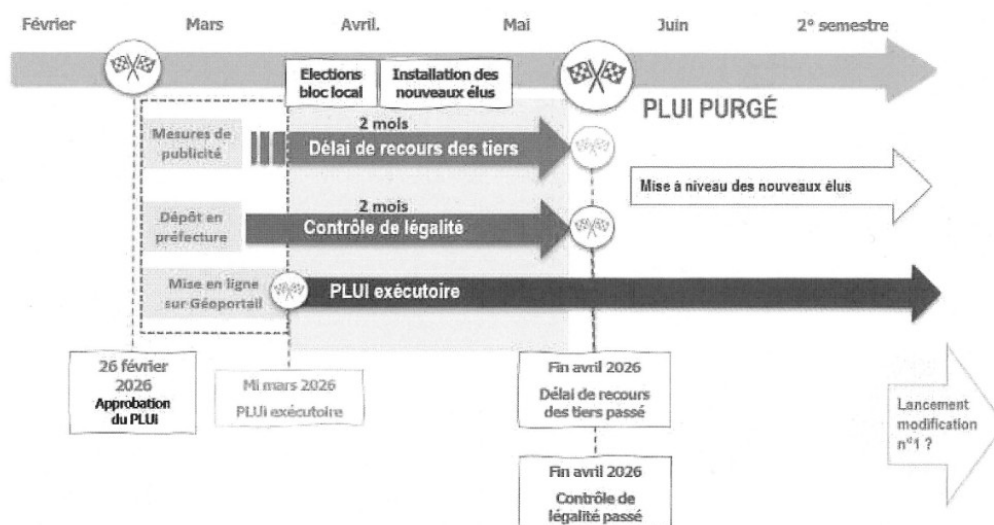 Février Mars Avril. Mai Juin 2° semestre
Elections
bloc local
Installation des
nouveaux élus
PLUI PURGÉ
Mesures de
publicité
2 mois
Délai de recours des tiers
Mise à niveau des nouveaux élus
Dépôt en
préfecture
2 mois
Contrôle de légalité
Mise en ligne
sur Géoportail
PLUI exécutoire
26 février
2026
Approbation
du PLUi
Mi mars 2026
PLUi exécutoire
Fin avril 2026
Délai de recours
des tiers passé
Lancement
modification
n°1 ?
Fin avril 2026
Contrôle de
légalité passé